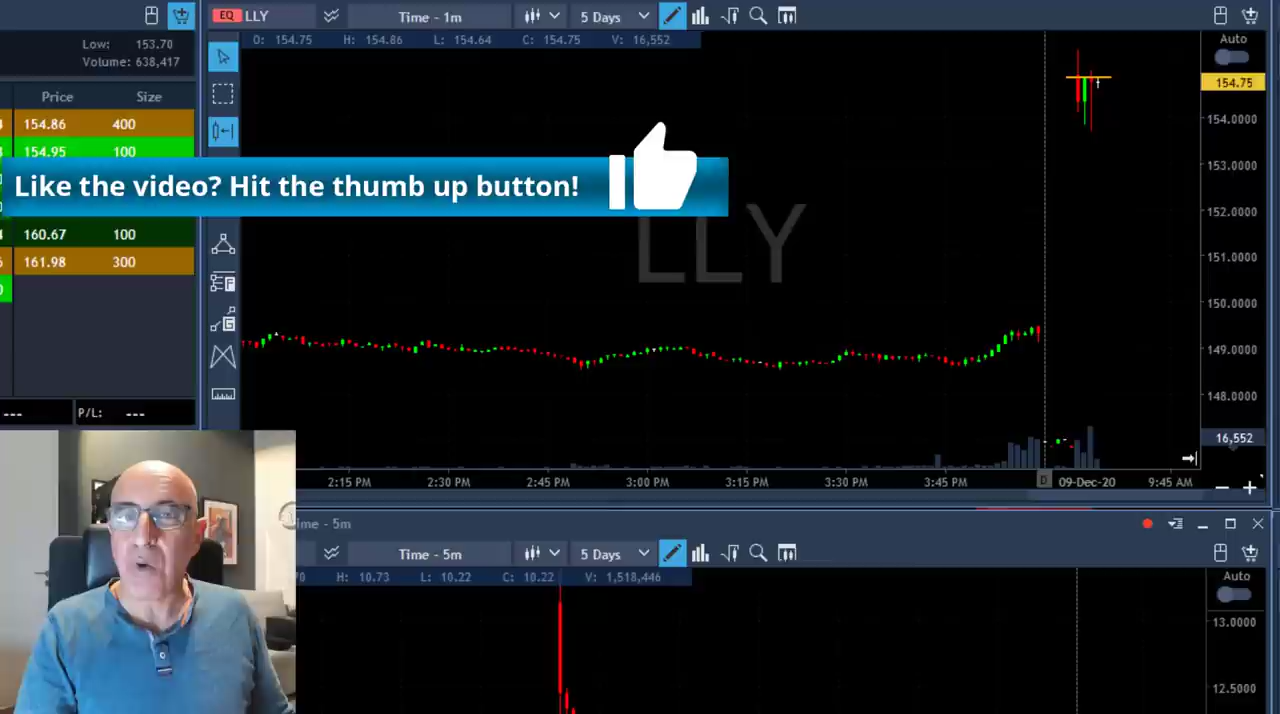 Low: 153.70
Volume: 638,417
Price Size
154.86 400
154.95 100
160.67 100
161.98 300
--- P/L: ---
EQ LLY
Time - 1m
5 Days
O: 154.75 H: 154.86 L: 154.64 C: 154.75 V: 16,552
Auto
154.75
154.0000
153.0000
152.0000
151.0000
150.0000
149.0000
148.0000
16,552
LLY
Like the video? Hit the thumb up button!
F
G
2:15 PM 2:30 PM 2:45 PM 3:00 PM 3:15 PM 3:30 PM 3:45 PM D 09-Dec-20 9:45 AM
ime - 5m
Time - 5m
5 Days
70 H: 10.73 L: 10.22 C: 10.22 V: 1,518,446
Auto
13.0000
12.5000